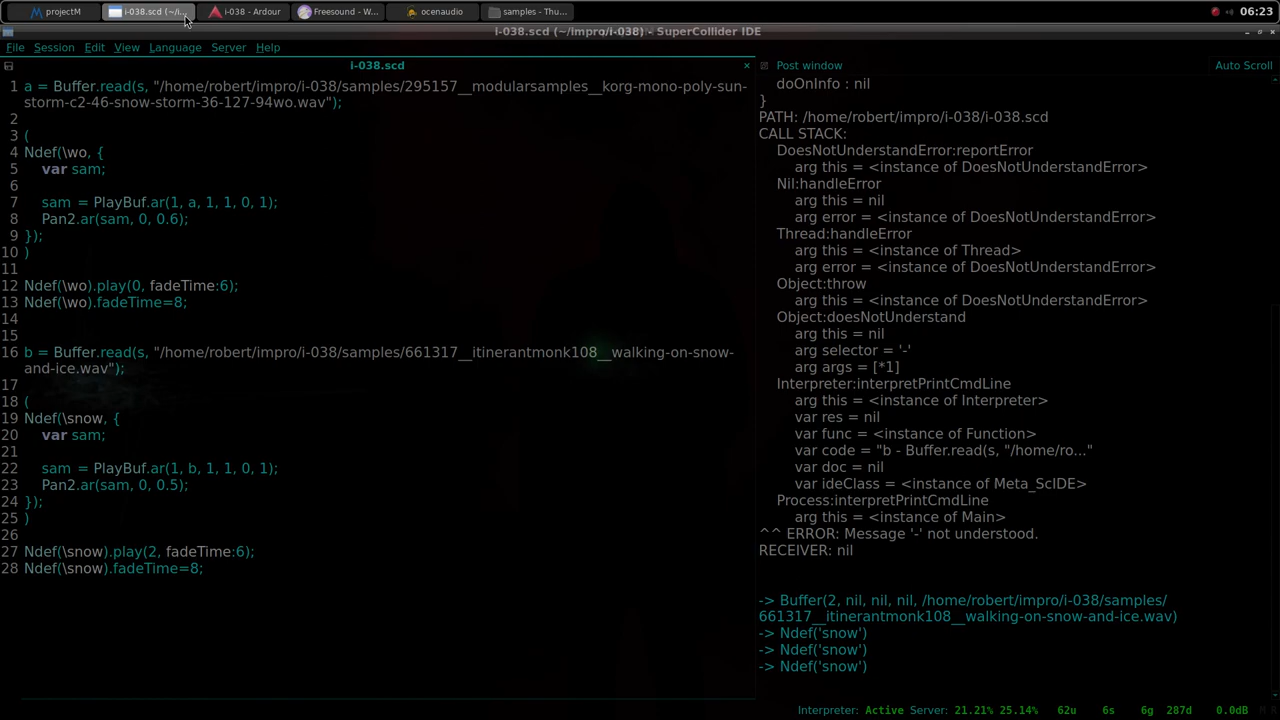 projectM
i-038.scd (~/i...
i-038 - Ardour
Freesound - W...
ocenaudio
samples - Thu...
06:23
i-038.scd (~/impro/i-038) - SuperCollider IDE
File Session Edit View Language Server Help
i-038.scd
1 a = Buffer.read(s, "/home/robert/impro/i-038/samples/295157__modularsamples__korg-mono-poly-sun-
storm-c2-46-snow-storm-36-127-94wo.wav");
2
3 (
4 Ndef(\wo, {
5 var sam;
6
7 sam = PlayBuf.ar(1, a, 1, 1, 0, 1);
8 Pan2.ar(sam, 0, 0.6);
9 });
10 )
11
12 Ndef(\wo).play(0, fadeTime:6);
13 Ndef(\wo).fadeTime=8;
14
15
16 b = Buffer.read(s, "/home/robert/impro/i-038/samples/661317__itinerantmonk108__walking-on-snow-
and-ice.wav");
17
18 (
19 Ndef(\snow, {
20 var sam;
21
22 sam = PlayBuf.ar(1, b, 1, 1, 0, 1);
23 Pan2.ar(sam, 0, 0.5);
24 });
25 )
26
27 Ndef(\snow).play(2, fadeTime:6);
28 Ndef(\snow).fadeTime=8;
Post window Auto Scroll
doOnInfo : nil
}
PATH: /home/robert/impro/i-038/i-038.scd
CALL STACK:
DoesNotUnderstandError:reportError
arg this = <instance of DoesNotUnderstandError>
Nil:handleError
arg this = nil
arg error = <instance of DoesNotUnderstandError>
Thread:handleError
arg this = <instance of Thread>
arg error = <instance of DoesNotUnderstandError>
Object:throw
arg this = <instance of DoesNotUnderstandError>
Object:doesNotUnderstand
arg this = nil
arg selector = '-'
arg args = [*1]
Interpreter:interpretPrintCmdLine
arg this = <instance of Interpreter>
var res = nil
var func = <instance of Function>
var code = "b - Buffer.read(s, "/home/ro..."
var doc = nil
var ideClass = <instance of Meta_ScIDE>
Process:interpretPrintCmdLine
arg this = <instance of Main>
^^ ERROR: Message '-' not understood.
RECEIVER: nil
-> Buffer(2, nil, nil, nil, /home/robert/impro/i-038/samples/
661317__itinerantmonk108__walking-on-snow-and-ice.wav)
-> Ndef('snow')
-> Ndef('snow')
-> Ndef('snow')
Interpreter: Active Server: 21.21% 25.14% 62u 6s 6g 287d 0.0dB